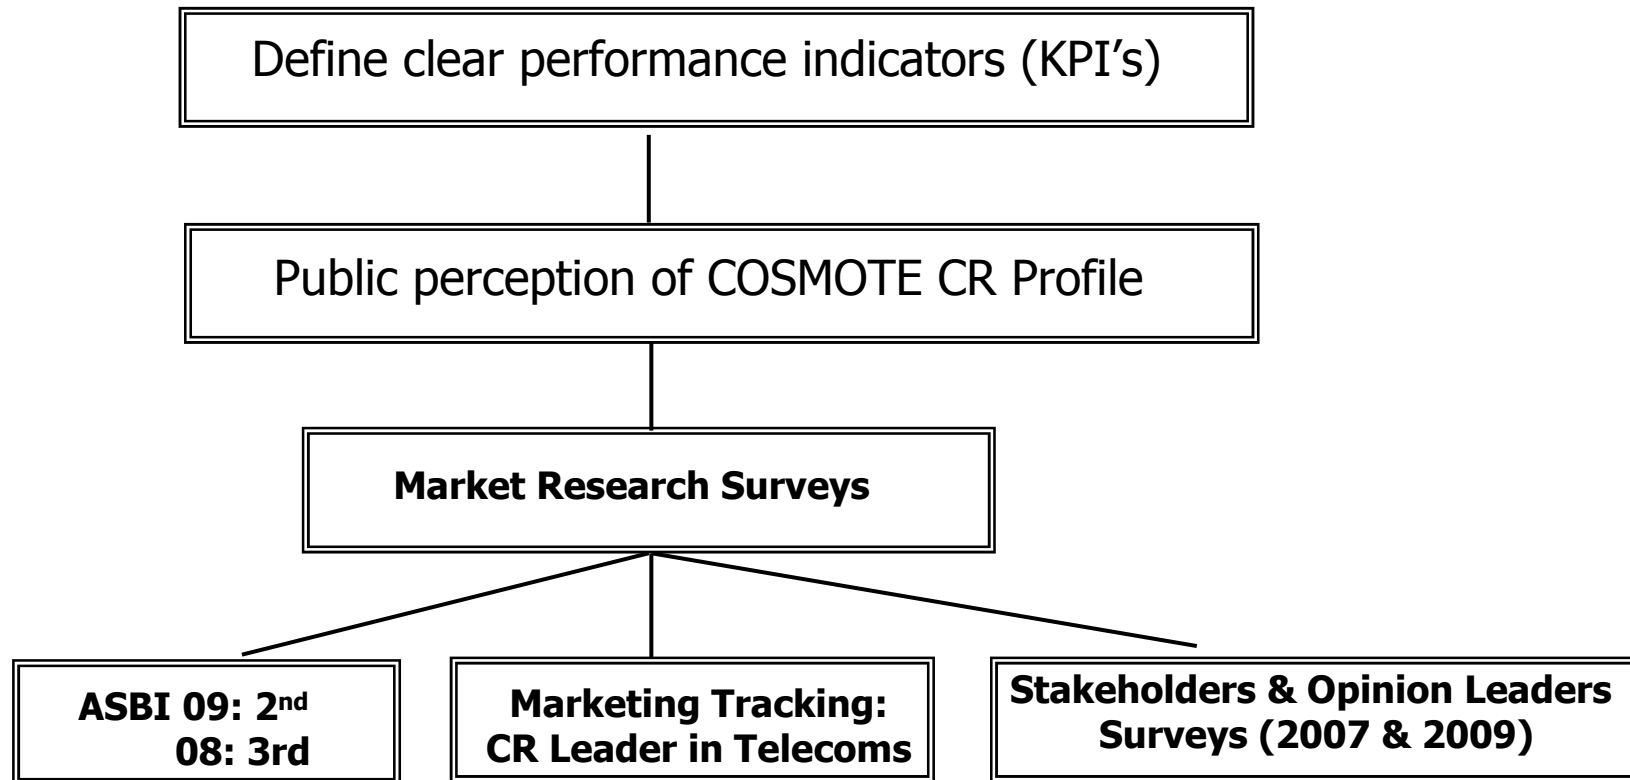 Define clear performance indicators (KPI’s)
Public perception of COSMOTE CR Profile
Market Research Surveys
ASBI 09: 2nd
08: 3rd
Marketing Tracking:
CR Leader in Telecoms
Stakeholders & Opinion Leaders
Surveys (2007 & 2009)